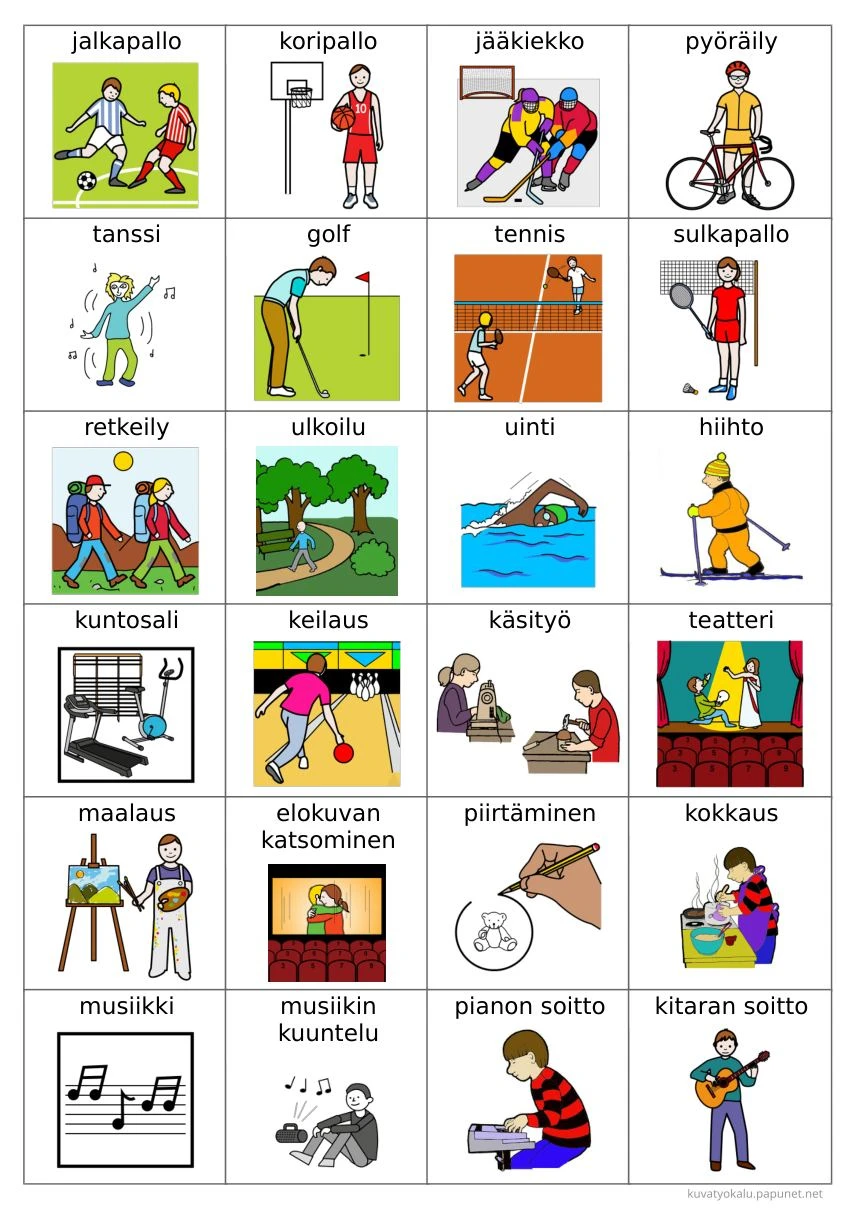 jalkapallo
koripallo
jääkiekko
pyöräily
10
tanssi
golf
tennis
sulkapallo
retkeily
ulkoilu
uinti
hiihto
kuntosali
keilaus
käsityö
teatteri
maalaus
elokuvan
katsominen
piirtäminen
kokkaus
musiikki
musiikin
kuuntelu
pianon soitto
kitaran soitto
kuvatyokalu.papunet.net